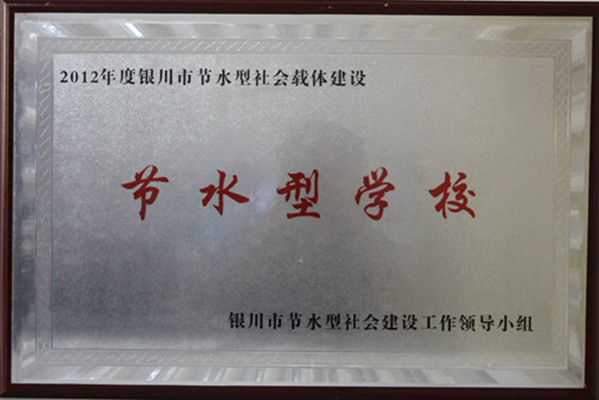 2012年度银川市节水型社会载体建设
节水型学校
银川市节水型社会建设工作领导小组